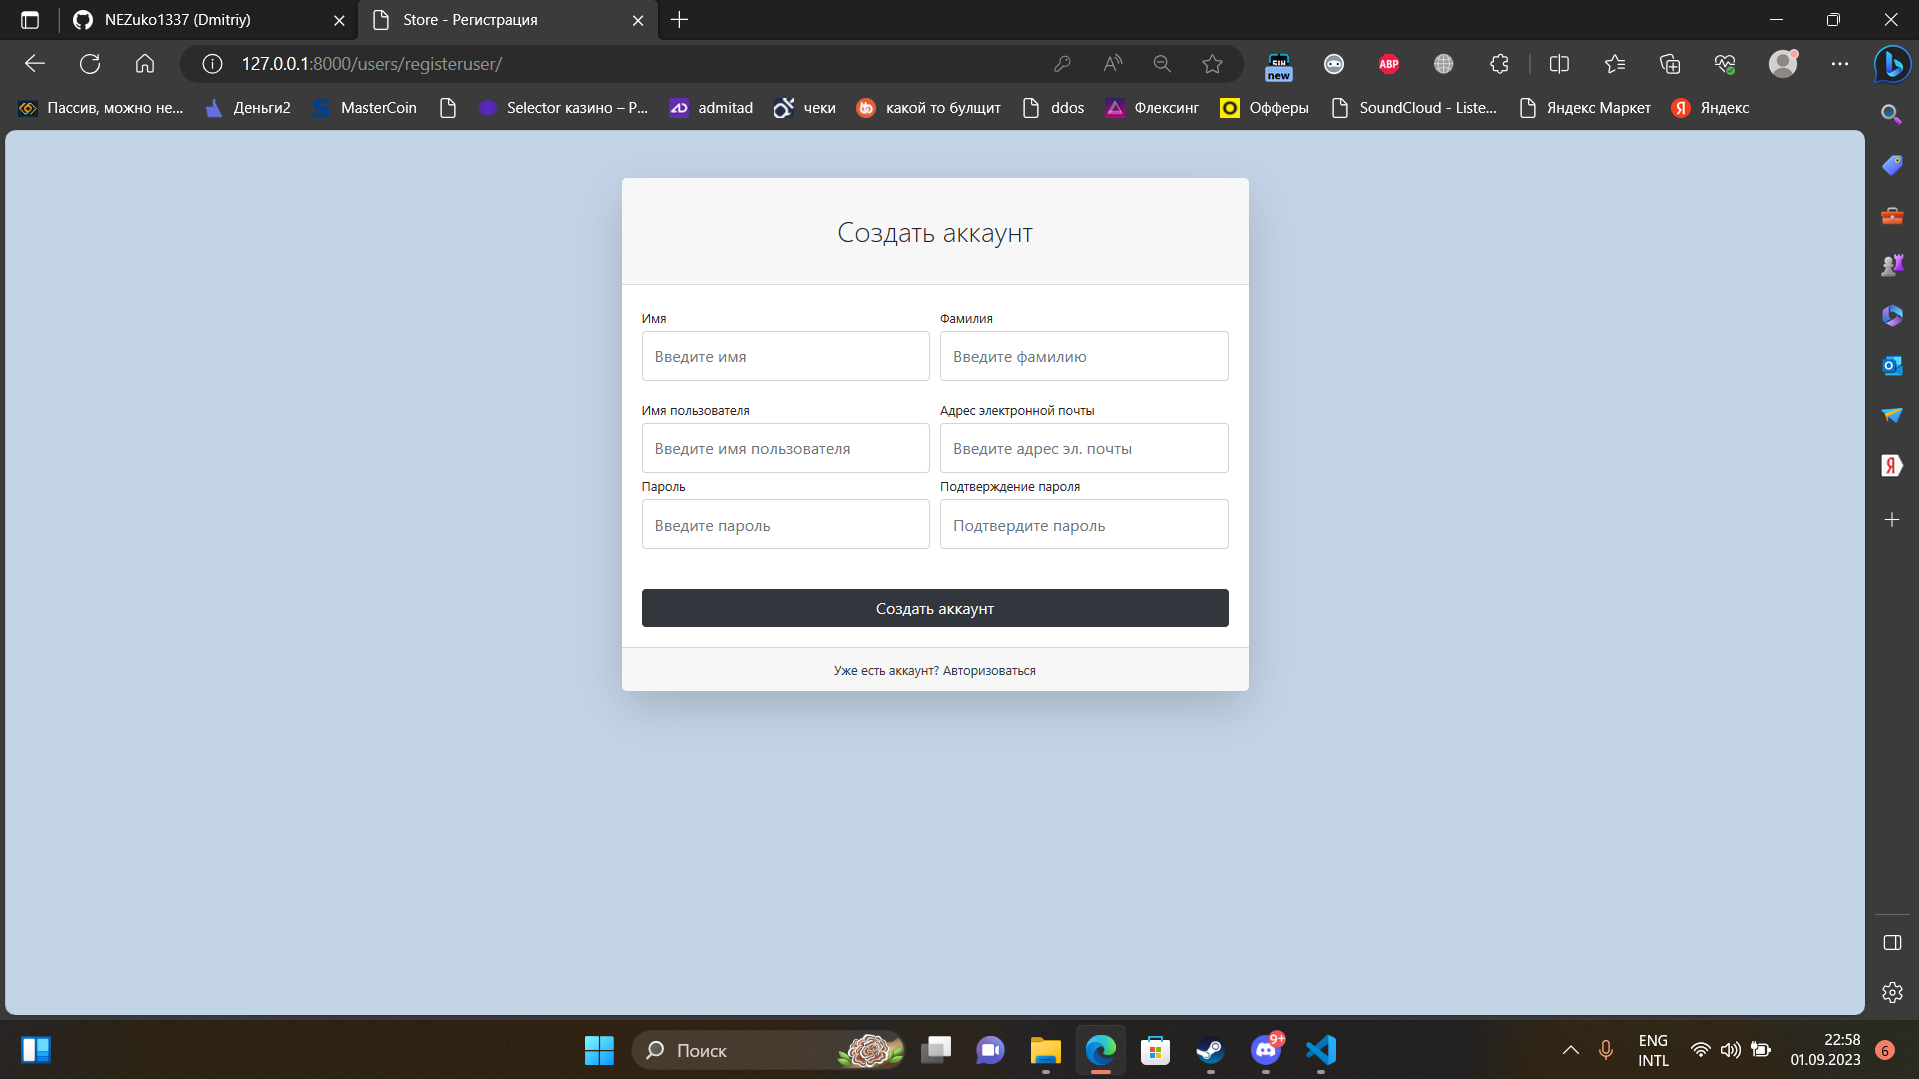 NEZuko1337 (Dmitriy)
Store - Регистрация
127.0.0.1:8000/users/registeruser/
new
ABP
Пассив, можно не...
Деньги2
MasterCoin
Selector казино – P...
admitad
чеки
какой то булщит
ddos
Флексинг
Офферы
SoundCloud - Liste...
Яндекс Маркет
Яндекс
Создать аккаунт
Имя
Фамилия
Введите имя
Введите фамилию
Имя пользователя
Адрес электронной почты
Введите имя пользователя
Введите адрес эл. почты
Пароль
Подтверждение пароля
Введите пароль
Подтвердите пароль
Создать аккаунт
Уже есть аккаунт? Авторизоваться
Поиск
9+
ENG
INTL
22:58
01.09.2023
6